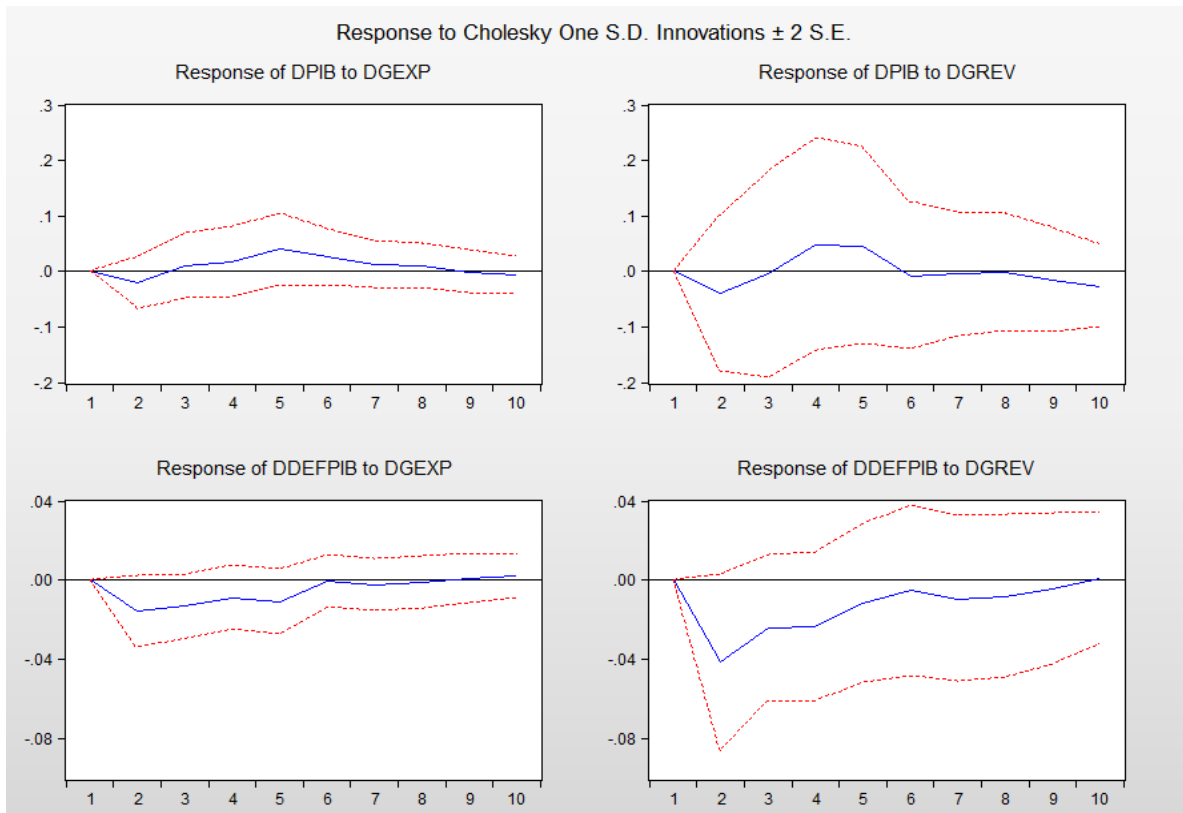 Response to Cholesky One S.D. Innovations ± 2 S.E.
Response of DPIB to DGEXP
.3
.2
.1
.0
-.1
-.2
1 2 3 4 5 6 7 8 9 10
Response of DPIB to DGREV
.3
.2
.1
.0
-.1
-.2
1 2 3 4 5 6 7 8 9 10
Response of DDEFPIB to DGEXP
.04
.00
-.04
-.08
1 2 3 4 5 6 7 8 9 10
Response of DDEFPIB to DGREV
.04
.00
-.04
-.08
1 2 3 4 5 6 7 8 9 10